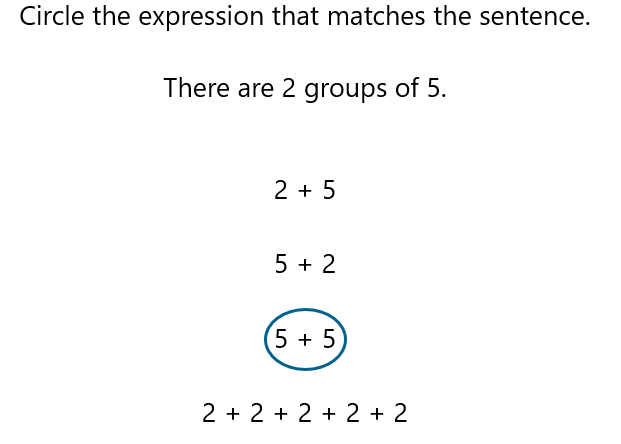 Circle the expression that matches the sentence.
There are 2 groups of 5.
2 + 5
5 + 2
5 + 5
2 + 2 + 2 + 2 + 2